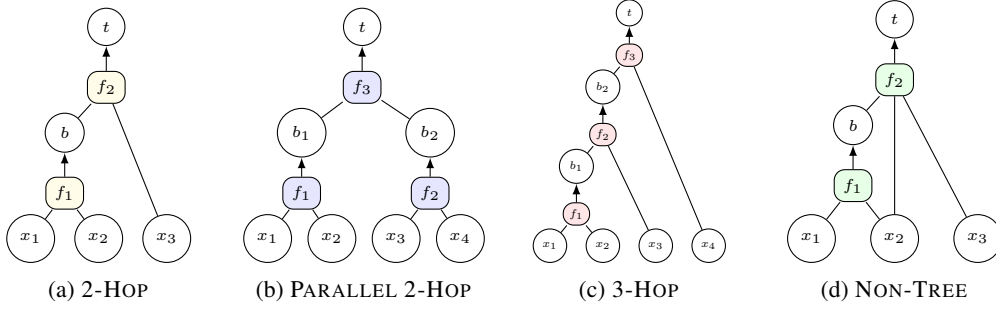 t
f₂
b
f₁
x₁ x₂ x₃
(a) 2-HOP
t
f₃
b₁ b₂
f₁ f₂
x₁ x₂ x₃ x₄
(b) PARALLEL 2-HOP
t
f₃
b₂
f₂
b₁
f₁
x₁ x₂ x₃ x₄
(c) 3-HOP
t
f₂
b
f₁
x₁ x₂ x₃
(d) NON-TREE